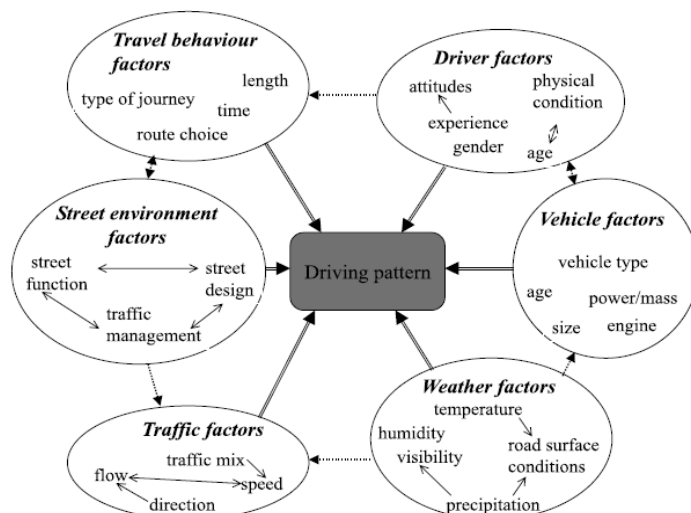 Travel behaviour
factors
length
type of journey
time
route choice
Driver factors
attitudes
physical
condition
experience
gender
age
Street environment
factors
street
function
street
design
traffic
management
Driving pattern
Vehicle factors
vehicle type
age
power/mass
size
engine
Traffic factors
traffic mix
flow
speed
direction
Weather factors
temperature
humidity
visibility
road surface
conditions
precipitation